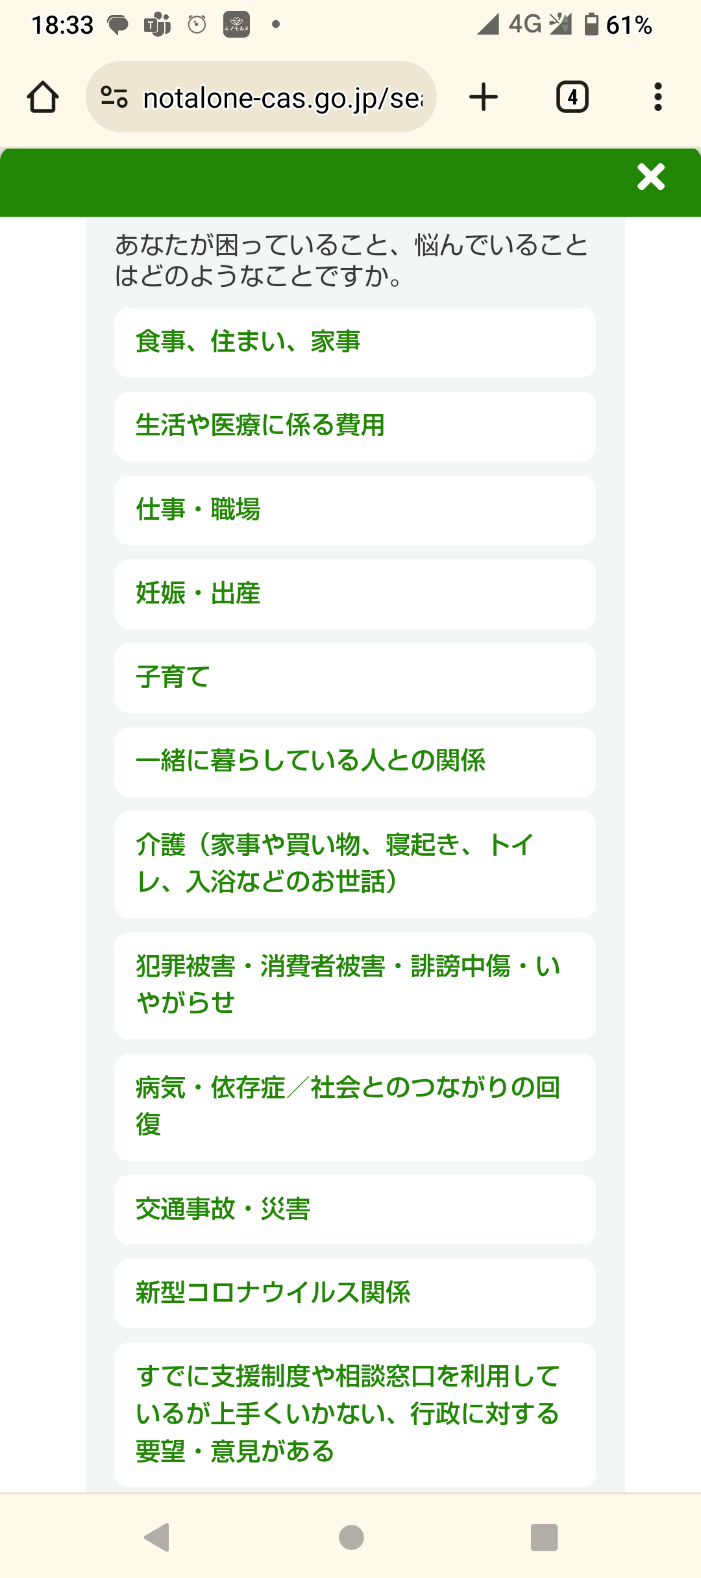 18:33
4G
61%
notalone-cas.go.jp/se
4
あなたが困っていること、悩んでいること
はどのようなことですか。
食事、住まい、家事
生活や医療に係る費用
仕事・職場
妊娠・出産
子育て
一緒に暮らしている人との関係
介護（家事や買い物、寝起き、トイ
レ、入浴などのお世話）
犯罪被害・消費者被害・誹謗中傷・い
やがらせ
病気・依存症／社会とのつながりの回
復
交通事故・災害
新型コロナウイルス関係
すでに支援制度や相談窓口を利用して
いるが上手くいかない、行政に対する
要望・意見がある